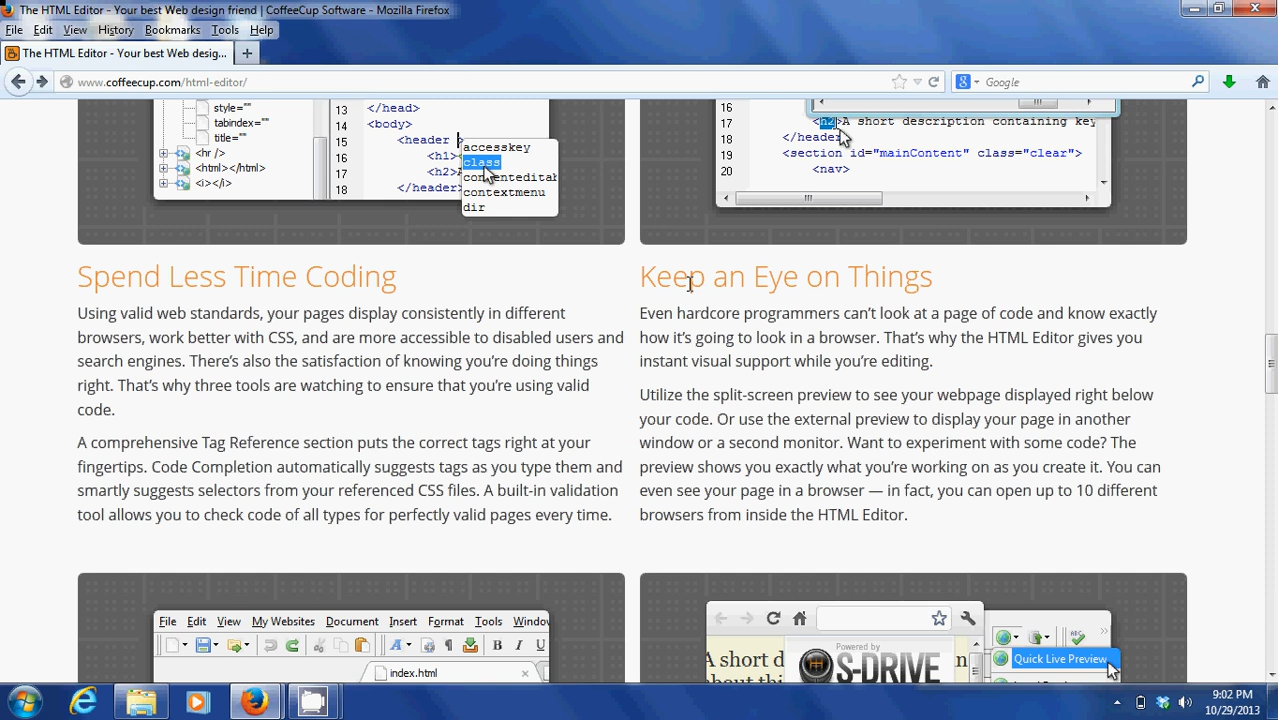 The HTML Editor - Your best Web design friend | CoffeeCup Software - Mozilla Firefox
File Edit View History Bookmarks Tools Help
The HTML Editor - Your best Web desig...
www.coffeecup.com/html-editor/
Google
style=""
tabindex=""
title=""
<hr />
<html></html>
<i></i>
13 </head>
14 <body>
15 <header >
16 <h1>
17 <h2>
18 </header>
accesskey
class
contenteditab
contextmenu
dir
16
17 <h2>A short description containing key
18 </header>
19 <section id="mainContent" class="clear">
20 <nav>
Spend Less Time Coding
Using valid web standards, your pages display consistently in different
browsers, work better with CSS, and are more accessible to disabled users and
search engines. There's also the satisfaction of knowing you're doing things
right. That's why three tools are watching to ensure that you're using valid
code.
A comprehensive Tag Reference section puts the correct tags right at your
fingertips. Code Completion automatically suggests tags as you type them and
smartly suggests selectors from your referenced CSS files. A built-in validation
tool allows you to check code of all types for perfectly valid pages every time.
Keep an Eye on Things
Even hardcore programmers can't look at a page of code and know exactly
how it's going to look in a browser. That's why the HTML Editor gives you
instant visual support while you're editing.
Utilize the split-screen preview to see your webpage displayed right below
your code. Or use the external preview to display your page in another
window or a second monitor. Want to experiment with some code? The
preview shows you exactly what you're working on as you create it. You can
even see your page in a browser — in fact, you can open up to 10 different
browsers from inside the HTML Editor.
File Edit View My Websites Document Insert Format Tools Window
B I U
index.html
A short d
about this
Powered by
S-DRIVE
in
ABC
Quick Live Preview
9:02 PM
10/29/2013